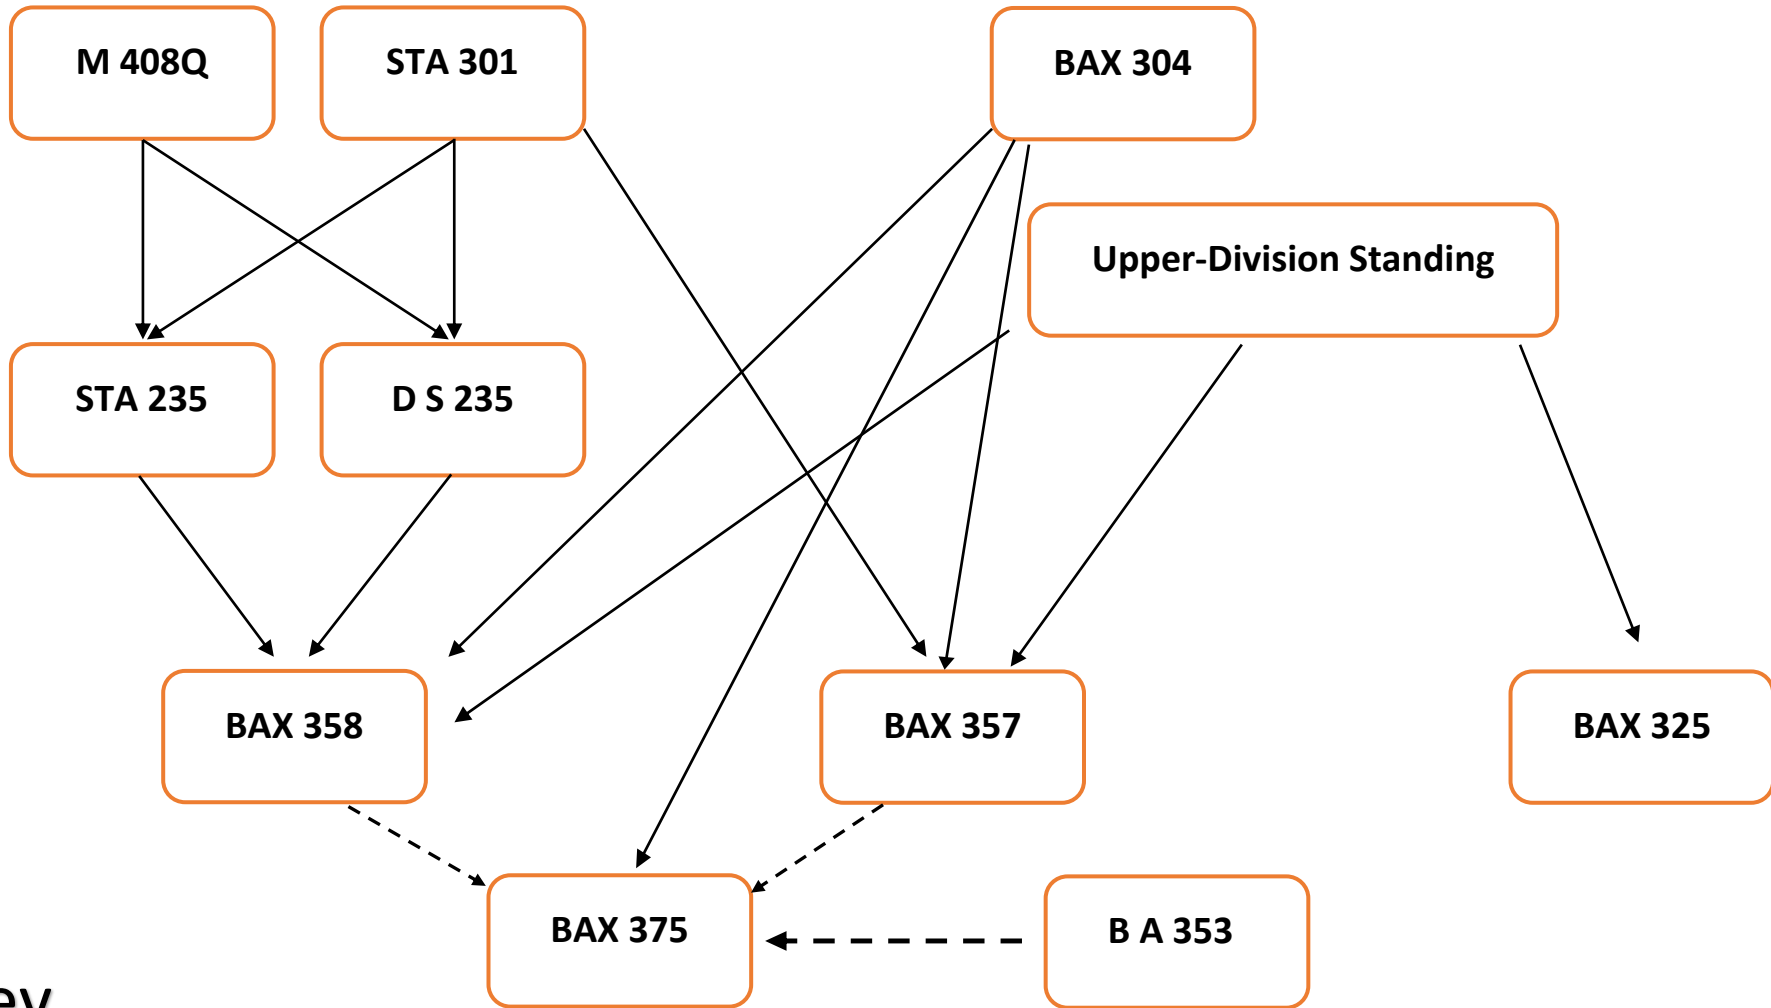 M 408Q
STA 301
BAX 304
Upper-Division Standing
STA 235
D S 235
BAX 358
BAX 357
BAX 325
BAX 375
B A 353